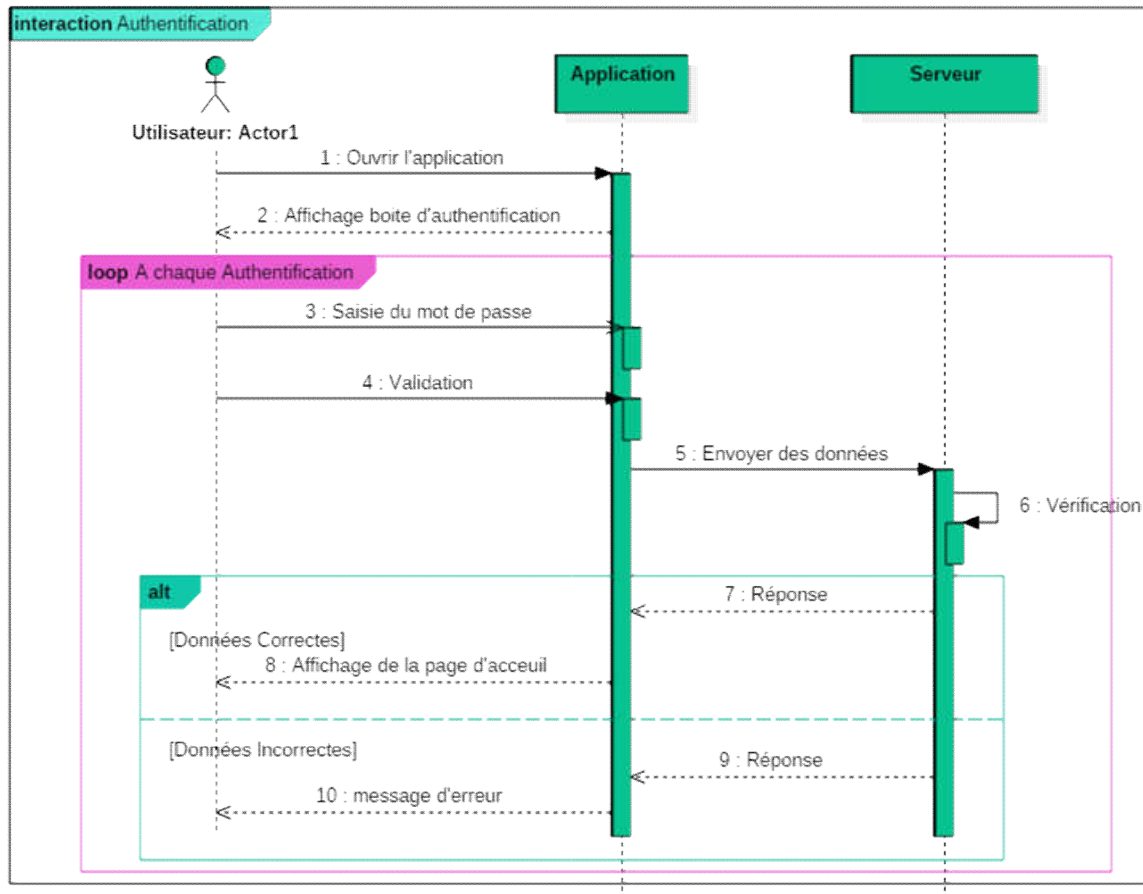 interaction Authentification
Application
Serveur
Utilisateur: Actor1
1 : Ouvrir l'application
2 : Affichage boite d'authentification
loop A chaque Authentification
3 : Saisie du mot de passe
4 : Validation
5 : Envoyer des données
6 : Vérification
alt
7 : Réponse
[Données Correctes]
8 : Affichage de la page d'acceuil
[Données Incorrectes]
9 : Réponse
10 : message d'erreur